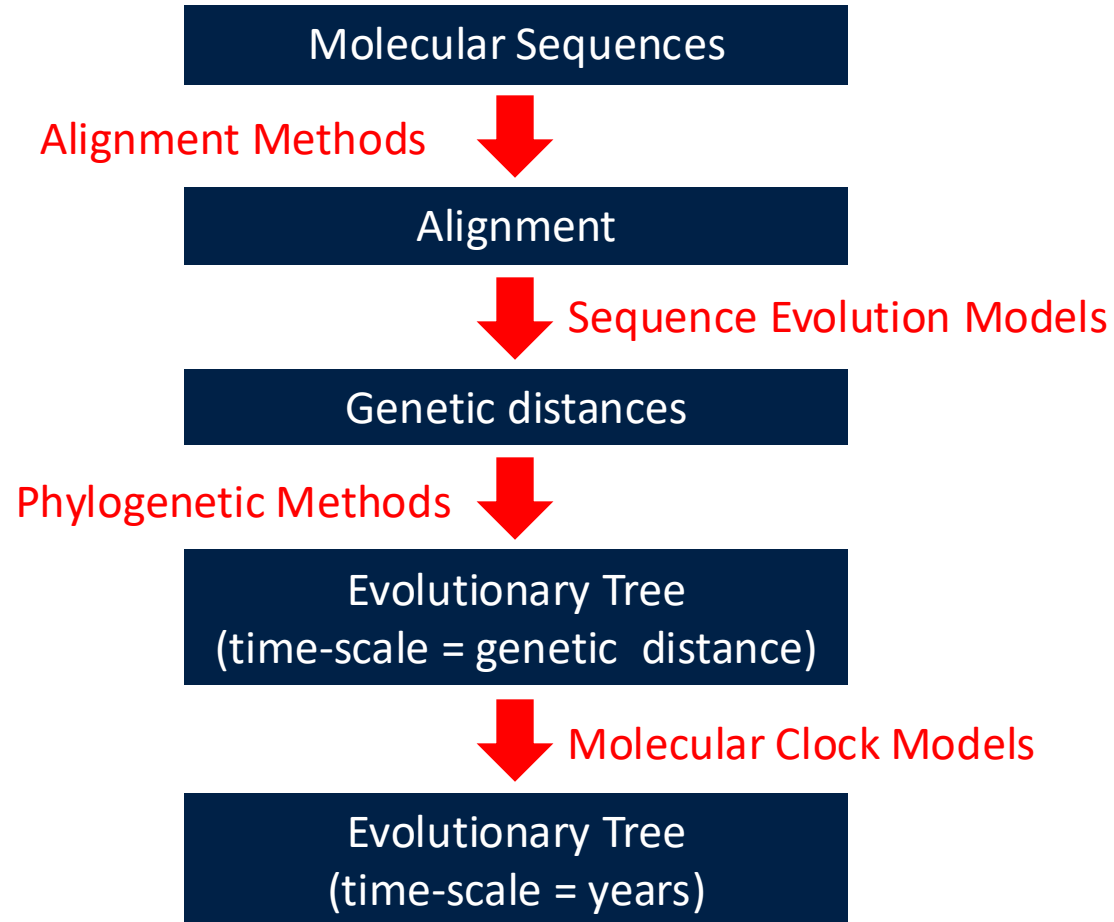 Molecular Sequences
Alignment Methods
Alignment
Sequence Evolution Models
Genetic distances
Phylogenetic Methods
Evolutionary Tree
(time-scale = genetic  distance)
Molecular Clock Models
Evolutionary Tree
(time-scale = years)